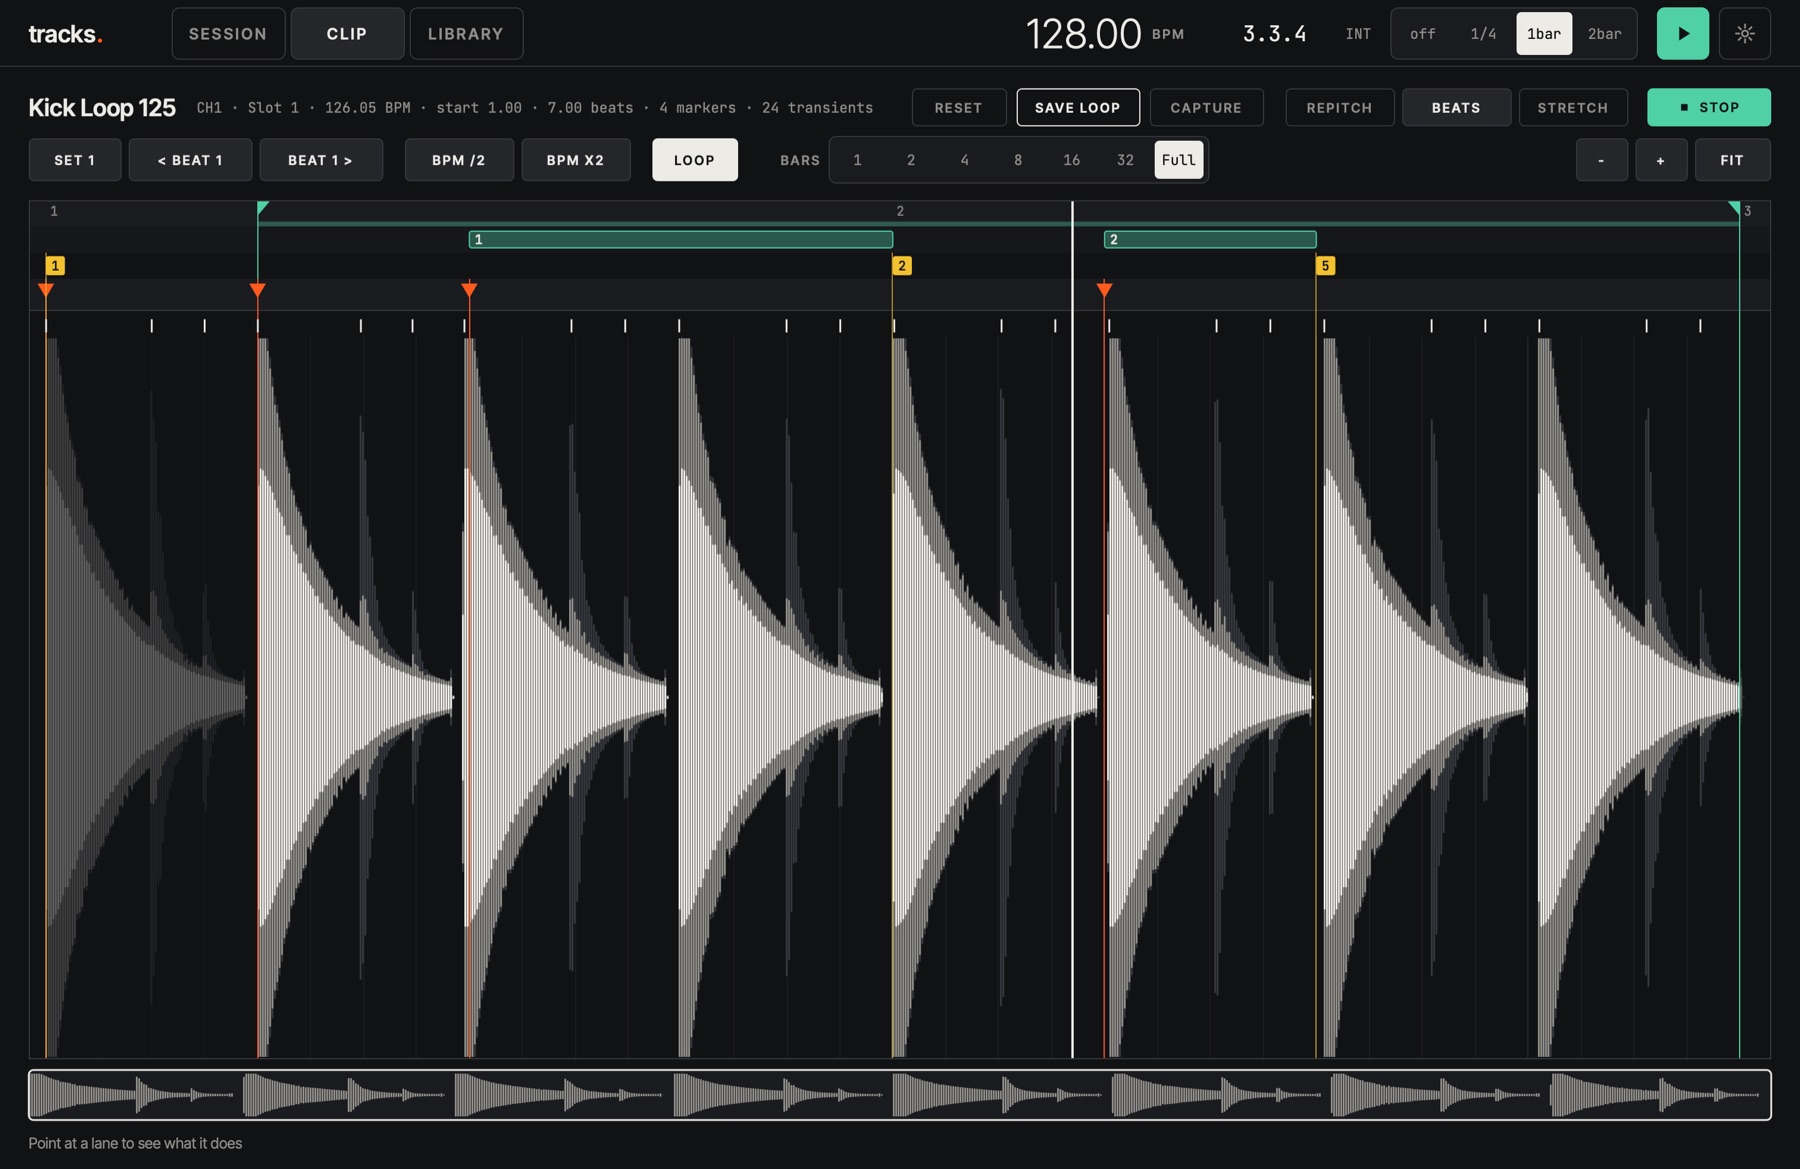 tracks. SESSION CLIP LIBRARY 128.00 BPM 3.3.4 INT off 1/4 1bar 2bar
Kick Loop 125 CH1 · Slot 1 · 126.05 BPM · start 1.00 · 7.00 beats · 4 markers · 24 transients RESET SAVE LOOP CAPTURE REPITCH BEATS STRETCH STOP
SET 1 < BEAT 1 BEAT 1 > BPM /2 BPM X2 LOOP BARS 1 2 4 8 16 32 Full - + FIT
1 2 3
1 2
1 2 5
Point at a lane to see what it does